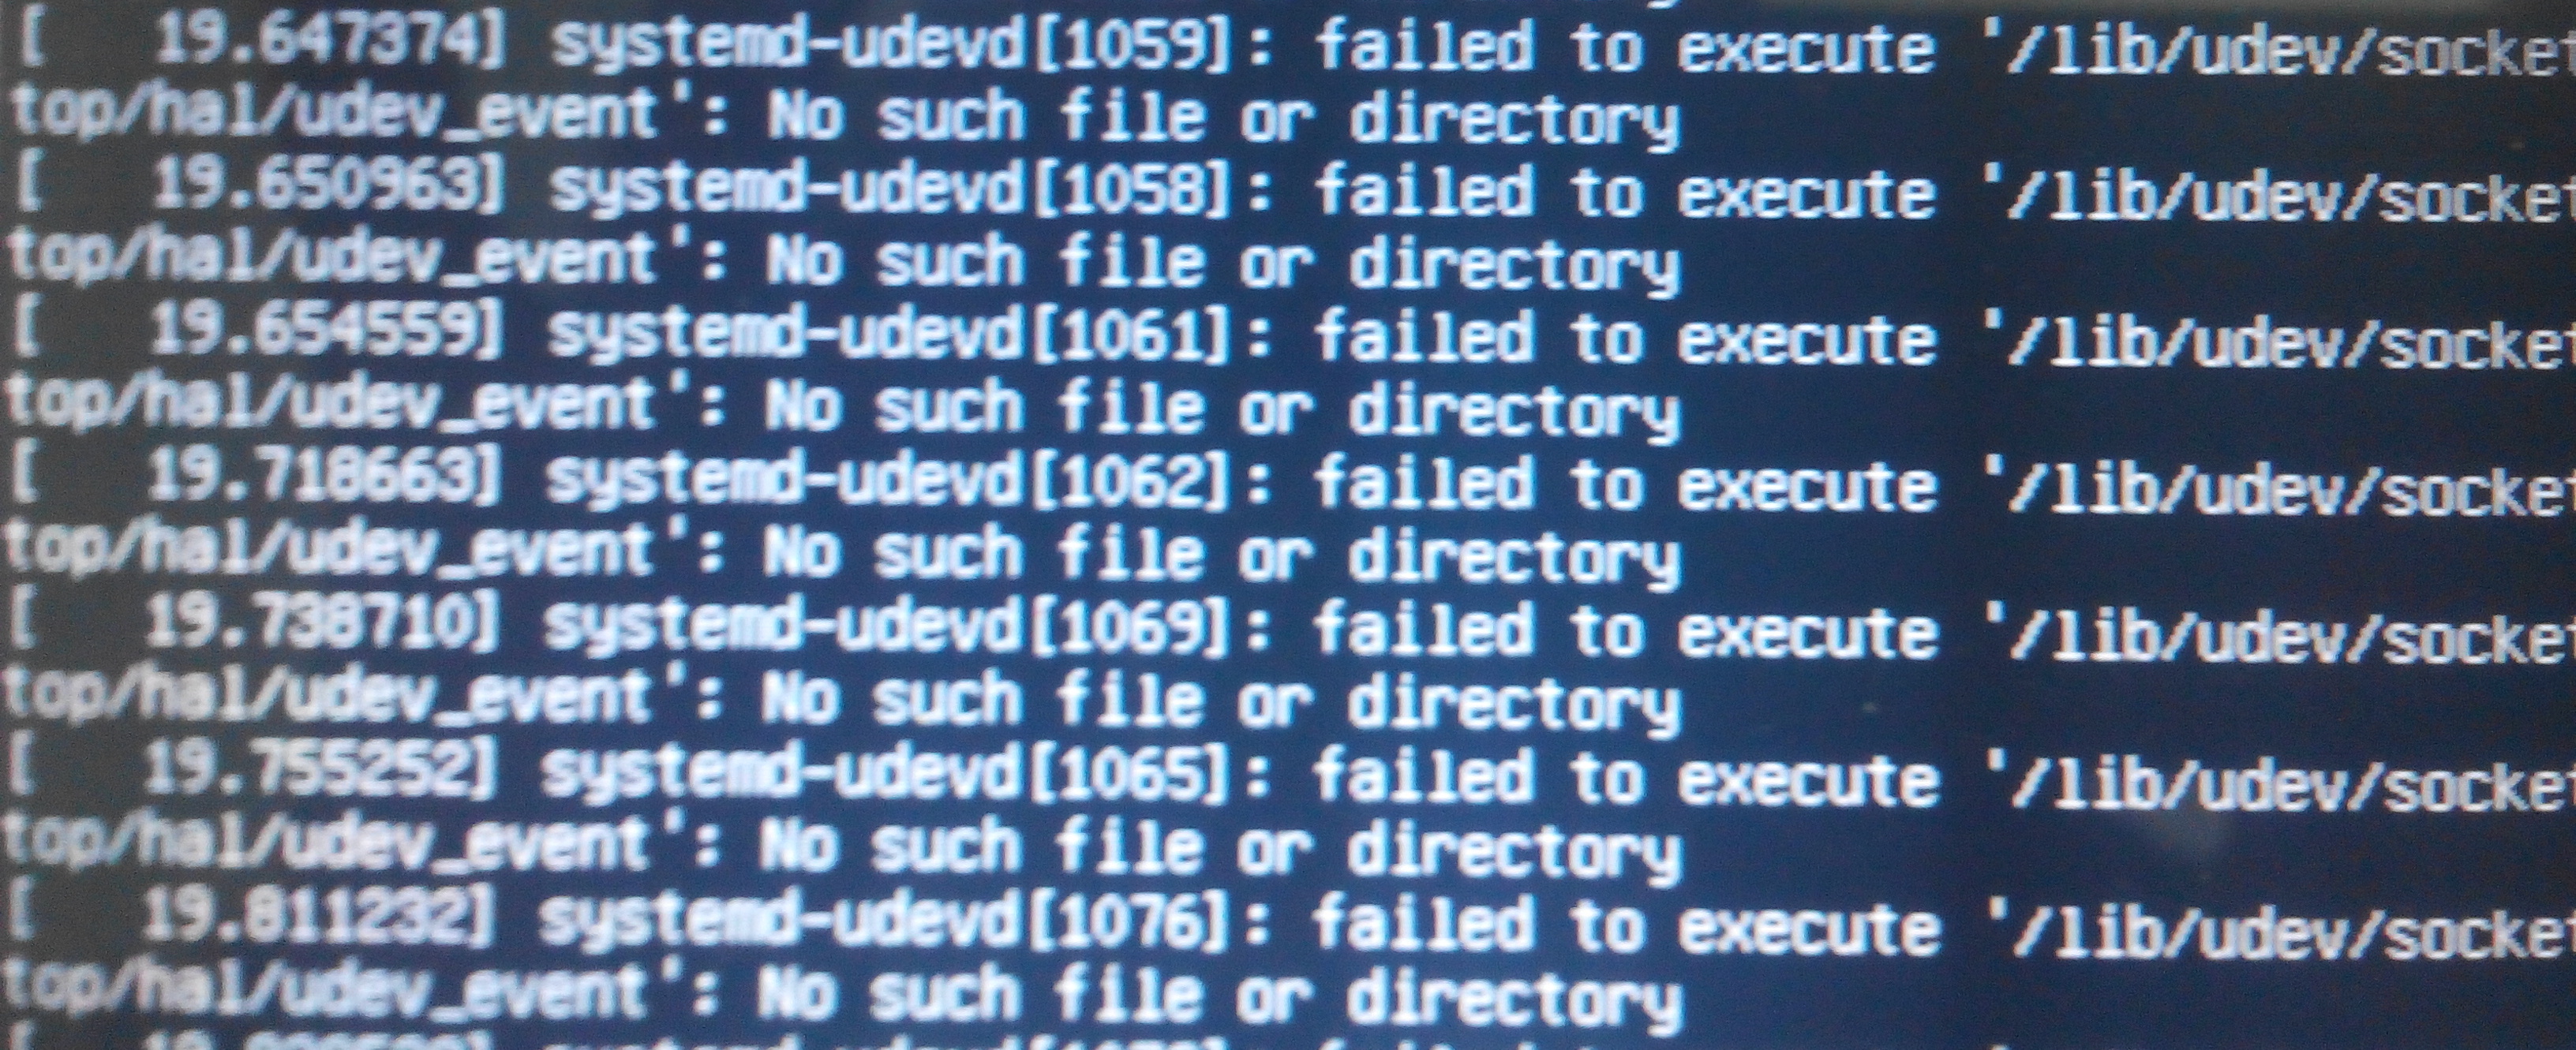 [ 19.647374] systemd-udevd[1059]: failed to execute '/lib/udev/socket
top/hal/udev_event': No such file or directory
[ 19.650963] systemd-udevd[1058]: failed to execute '/lib/udev/socket
top/hal/udev_event': No such file or directory
[ 19.654559] systemd-udevd[1061]: failed to execute '/lib/udev/socket
top/hal/udev_event': No such file or directory
[ 19.718663] systemd-udevd[1062]: failed to execute '/lib/udev/socket
top/hal/udev_event': No such file or directory
[ 19.738710] systemd-udevd[1069]: failed to execute '/lib/udev/socket
top/hal/udev_event': No such file or directory
[ 19.755252] systemd-udevd[1065]: failed to execute '/lib/udev/socket
top/hal/udev_event': No such file or directory
[ 19.811232] systemd-udevd[1076]: failed to execute '/lib/udev/socket
top/hal/udev_event': No such file or directory